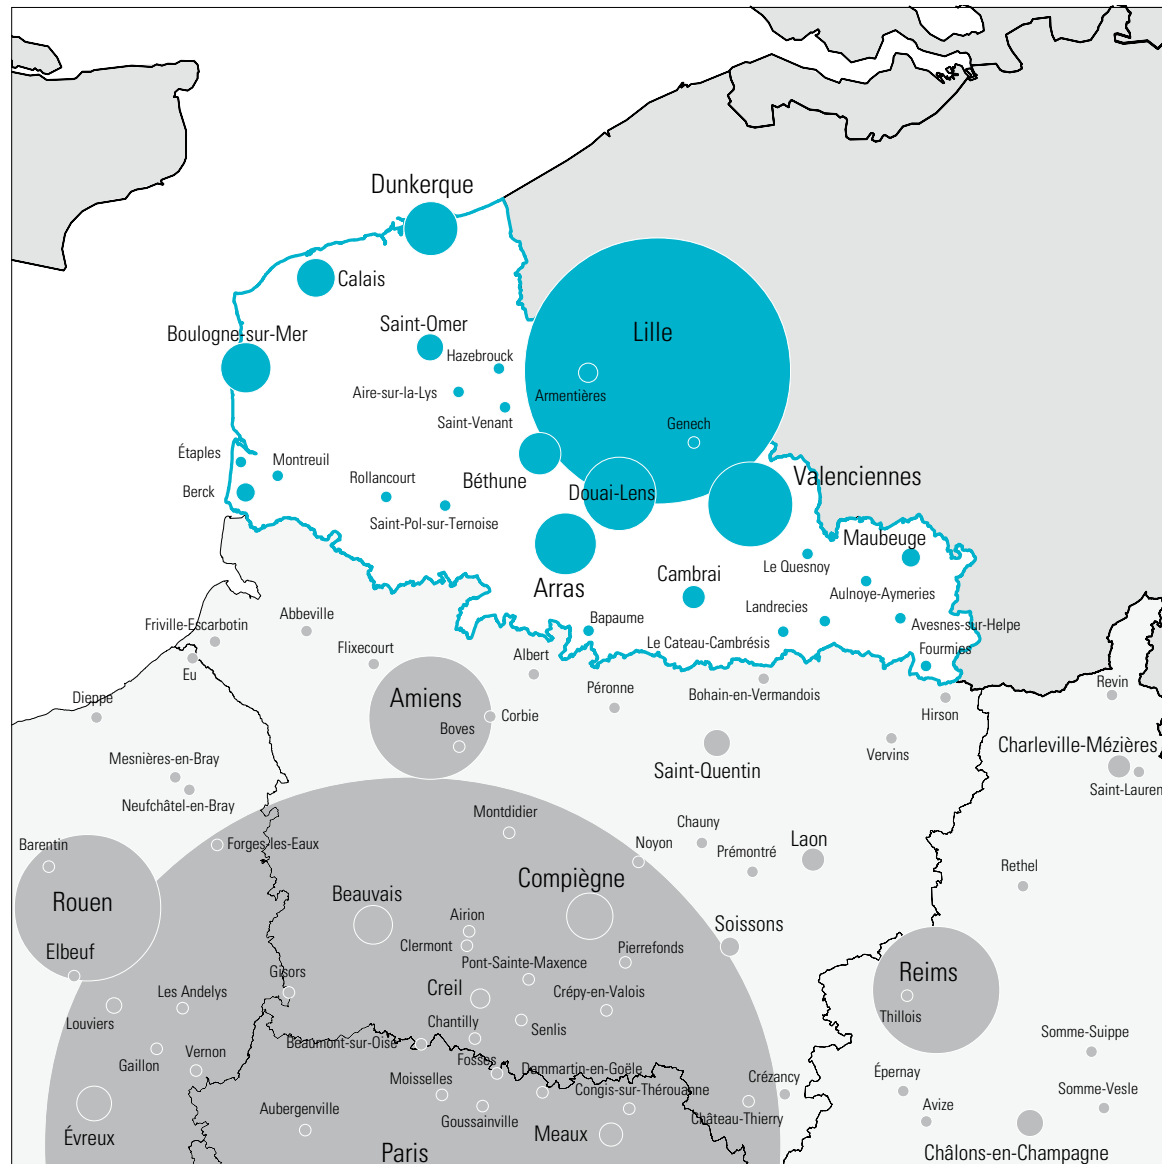 Dunkerque
Calais
Boulogne-sur-Mer
Saint-Omer
Lille
Hazebrouck
Aire-sur-la-Lys
Armentières
Saint-Venant
Genech
Étaples
Montreuil
Rollancourt
Béthune
Valenciennes
Berck
Douai-Lens
Saint-Pol-sur-Ternoise
Maubeuge
Le Quesnoy
Cambrai
Arras
Aulnoye-Aymeries
Landrecies
Abbeville
Bapaume
Friville-Escarbotin
Avesnes-sur-Helpe
Le Cateau-Cambrésis
Flixecourt
Albert
Fourmies
Eu
Revin
Péronne
Bohain-en-Vermandois
Dieppe
Amiens
Corbie
Hirson
Boves
Charleville-Mézières
Mesnières-en-Bray
Vervins
Saint-Quentin
Saint-Lauren
Neufchâtel-en-Bray
Montdidier
Chauny
Barentin
Forges-les-Eaux
Noyon
Laon
Prémontré
Rethel
Compiègne
Beauvais
Rouen
Airion
Soissons
Elbeuf
Clermont
Pierrefonds
Pont-Sainte-Maxence
Gisors
Reims
Creil
Les Andelys
Crépy-en-Valois
Thillois
Louviers
Chantilly
Senlis
Somme-Suippe
Beaumont-sur-Oise
Vernon
Gaillon
Fosses
Dammartin-en-Goële
Épernay
Moisselles
Crézancy
Congis-sur-Thérouanne
Somme-Vesle
Avize
Aubergenville
Goussainville
Château-Thierry
Évreux
Meaux
Paris
Châlons-en-Champagne